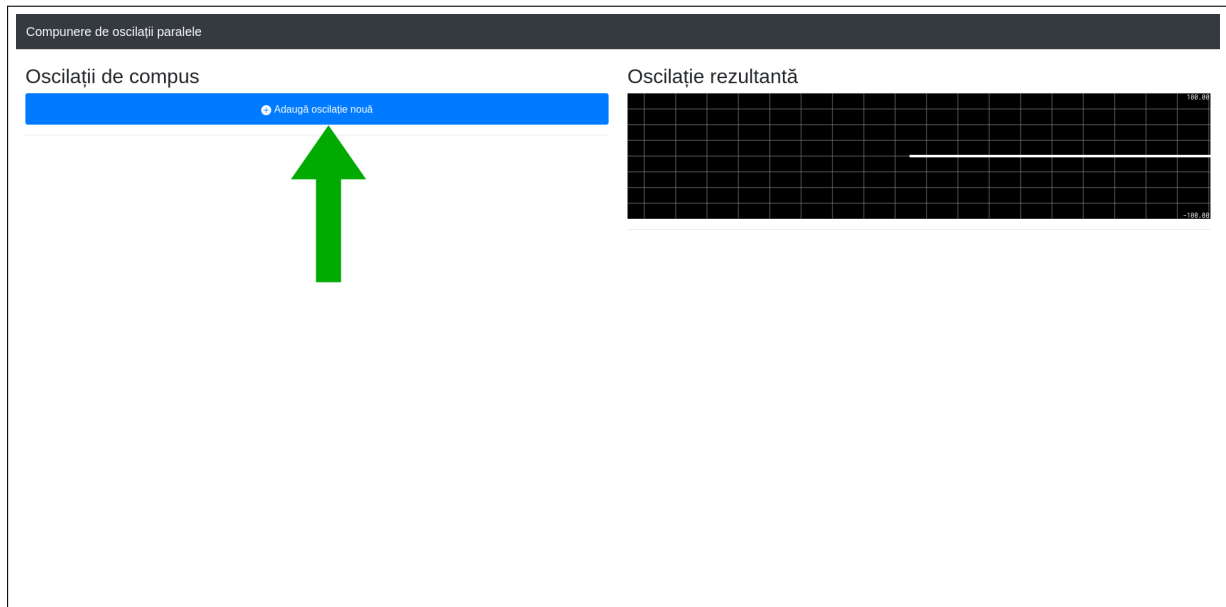 Compunere de oscilații paralele
Oscilații de compus
Adaugă oscilație nouă
Oscilație rezultantă
100.00
-100.00